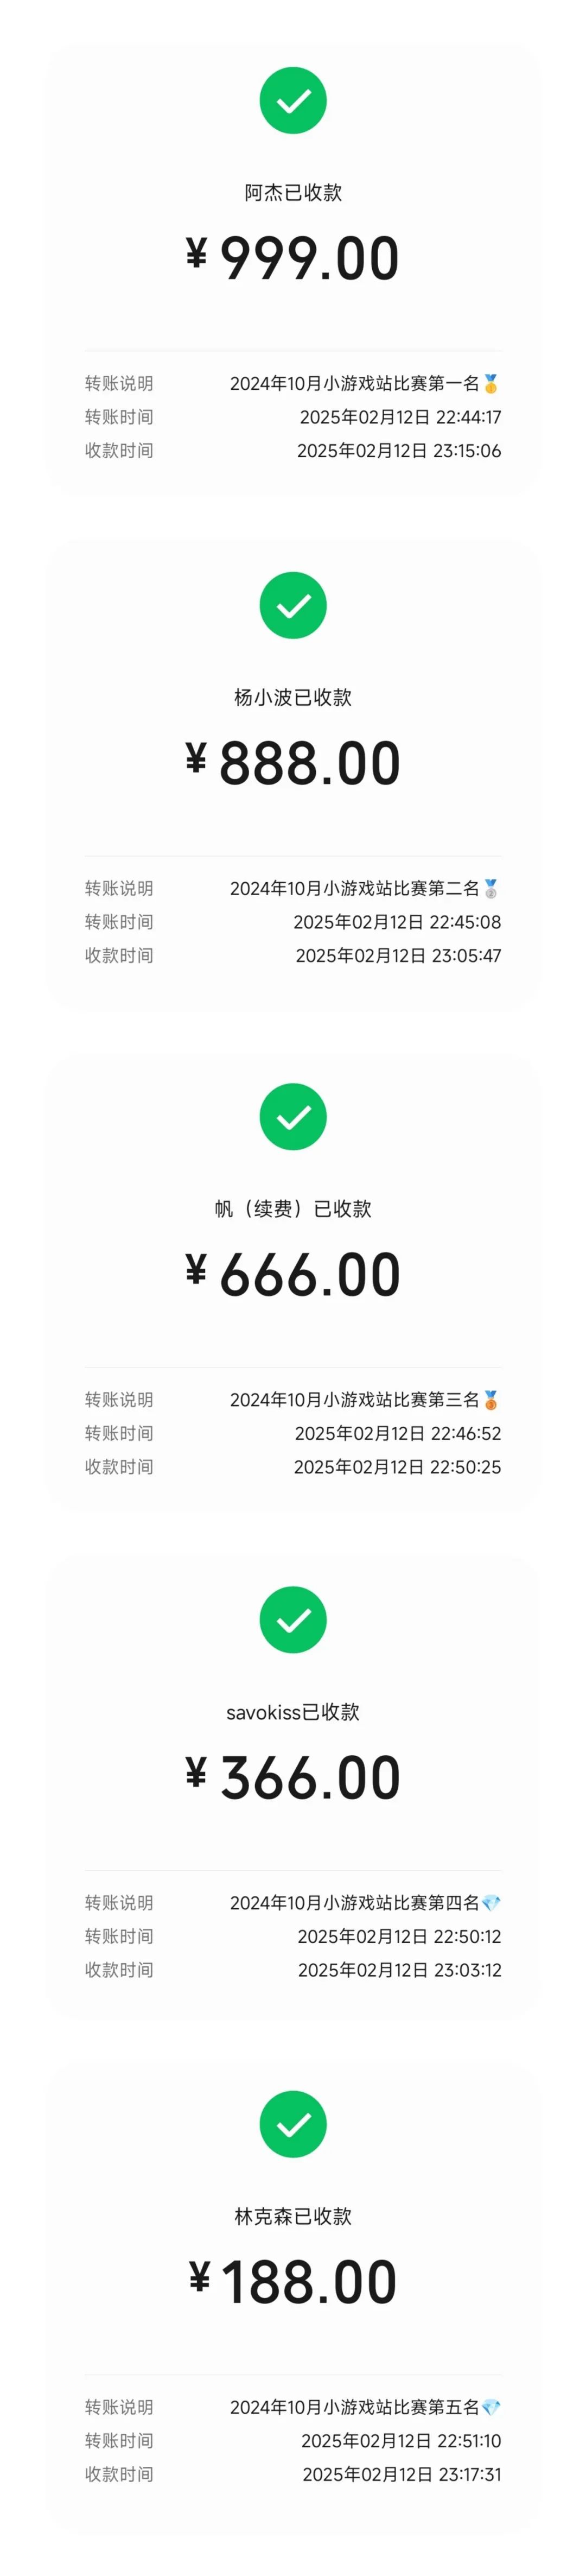 阿杰已收款
¥999.00
转账说明 2024年10月小游戏站比赛第一名🥇
转账时间 2025年02月12日 22:44:17
收款时间 2025年02月12日 23:15:06
杨小波已收款
¥888.00
转账说明 2024年10月小游戏站比赛第二名🥈
转账时间 2025年02月12日 22:45:08
收款时间 2025年02月12日 23:05:47
帆（续费）已收款
¥666.00
转账说明 2024年10月小游戏站比赛第三名🥉
转账时间 2025年02月12日 22:46:52
收款时间 2025年02月12日 22:50:25
savokiss已收款
¥366.00
转账说明 2024年10月小游戏站比赛第四名💎
转账时间 2025年02月12日 22:50:12
收款时间 2025年02月12日 23:03:12
林克森已收款
¥188.00
转账说明 2024年10月小游戏站比赛第五名💎
转账时间 2025年02月12日 22:51:10
收款时间 2025年02月12日 23:17:31